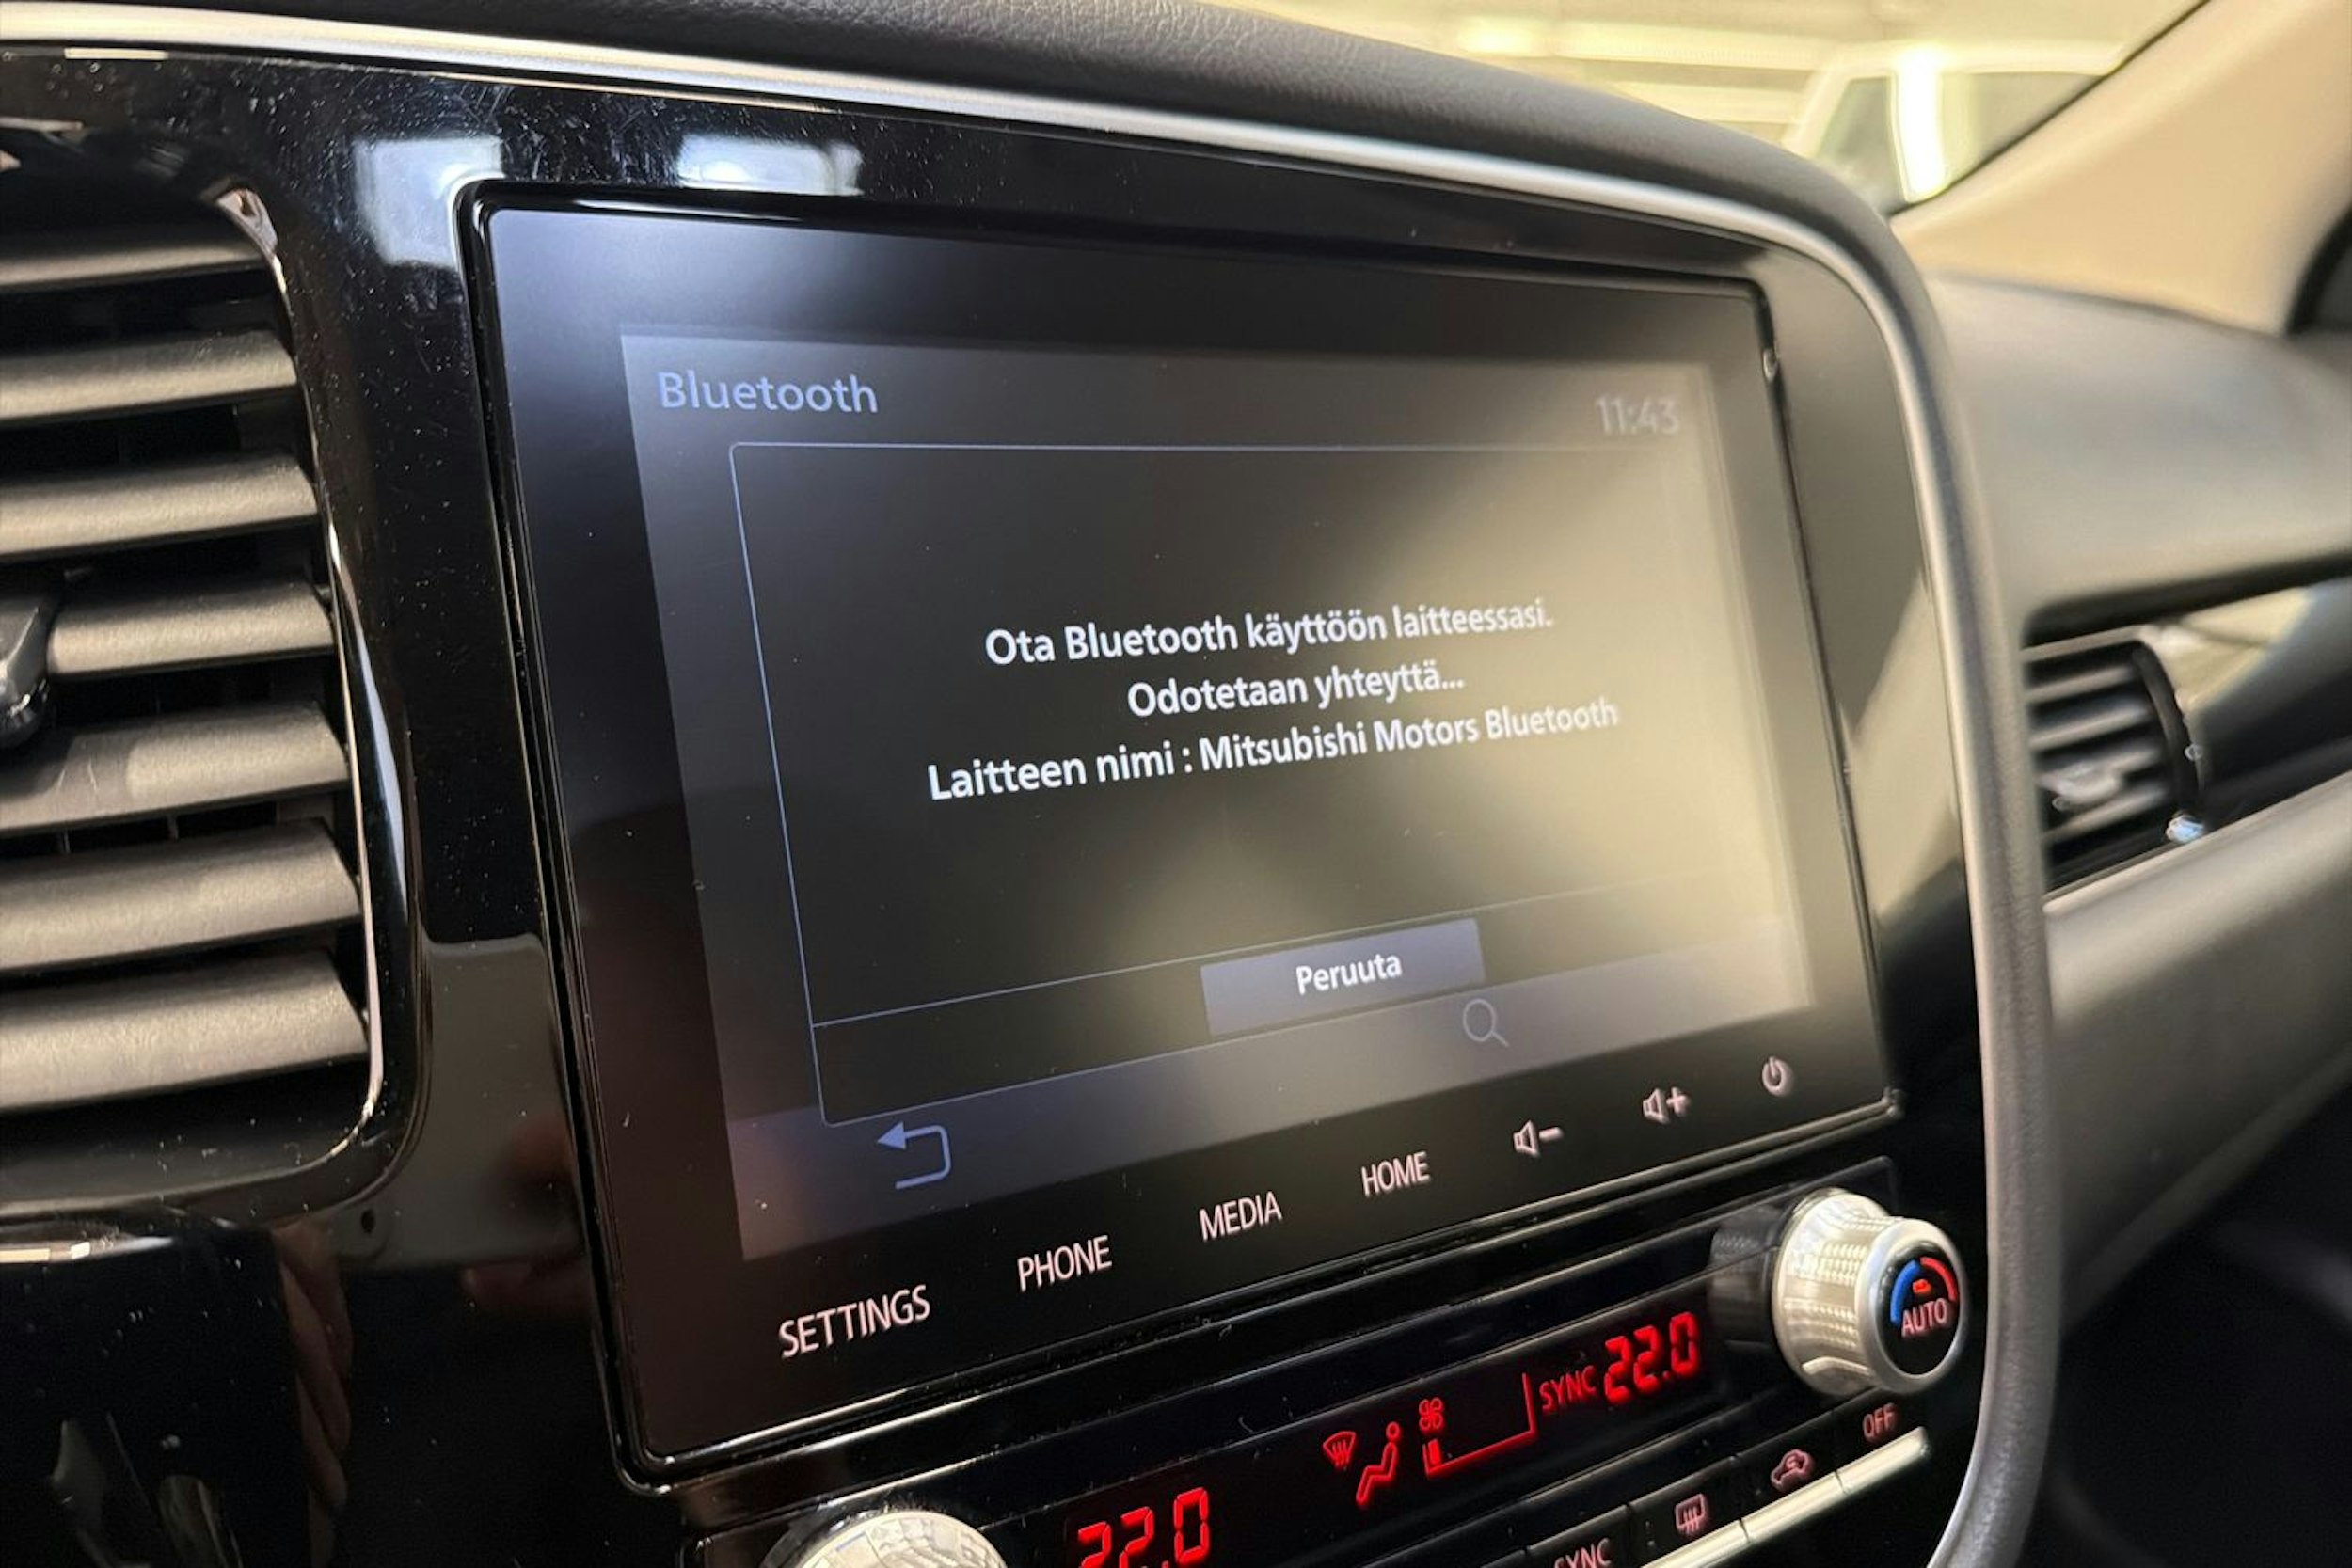 Bluetooth
11:43
Ota Bluetooth käyttöön laitteessasi.
Odotetaan yhteyttä...
Laitteen nimi : Mitsubishi Motors Bluetooth
Peruuta
SETTINGS PHONE MEDIA HOME
SYNC 22.0
AUTO
22.0
OFF
SYNC